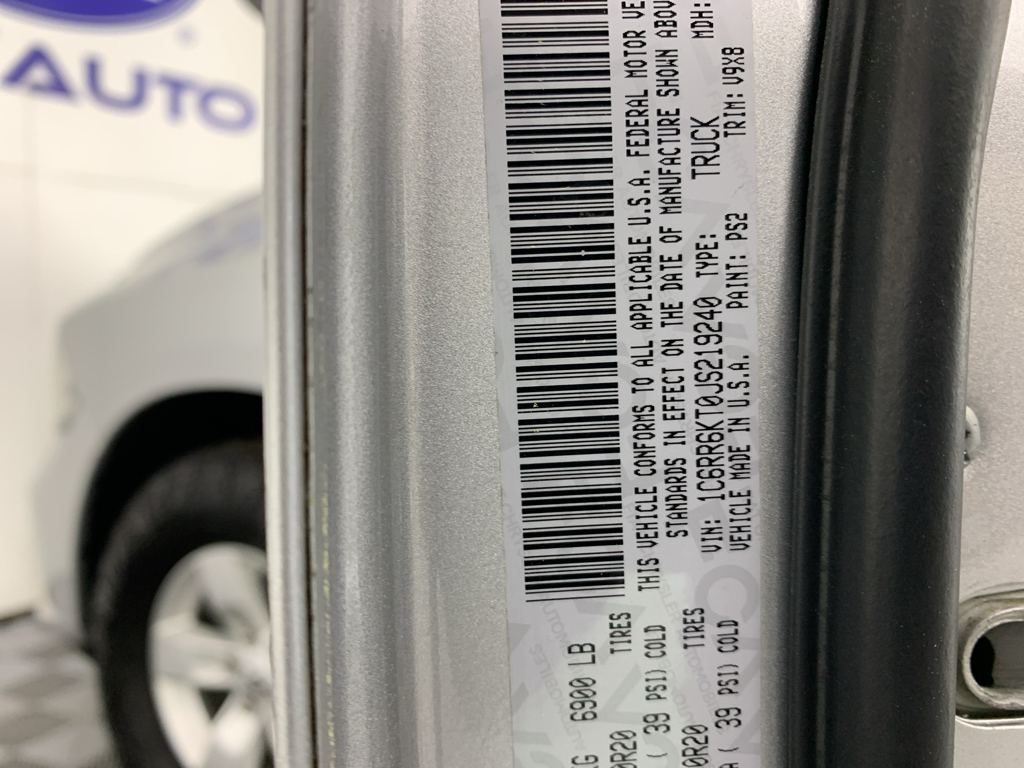 AUTO
6900 LB
THIS VEHICLE CONFORMS TO ALL APPLICABLE U.S.A. FEDERAL MOTOR VE
STANDARDS IN EFFECT ON THE DATE OF MANUFACTURE SHOWN ABOV
0R20 TIRES
( 39 PSI) COLD
VIN: 1C6RR6KT0JS219240 TYPE: TRUCK MDH:
VEHICLE MADE IN U.S.A. PAINT: PS2 TRIM: V9X8
0R20 TIRES
A ( 39 PSI) COLD